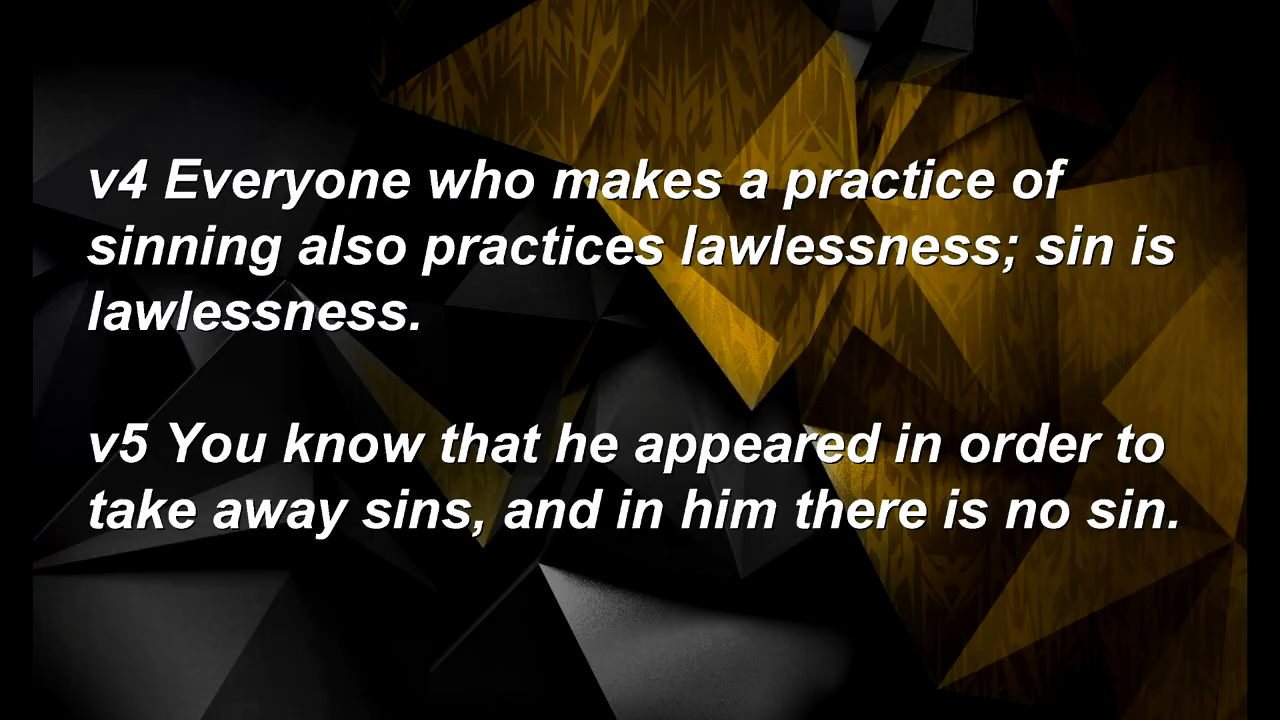 v4 Everyone who makes a practice of
sinning also practices lawlessness; sin is
lawlessness.
v5 You know that he appeared in order to
take away sins, and in him there is no sin.